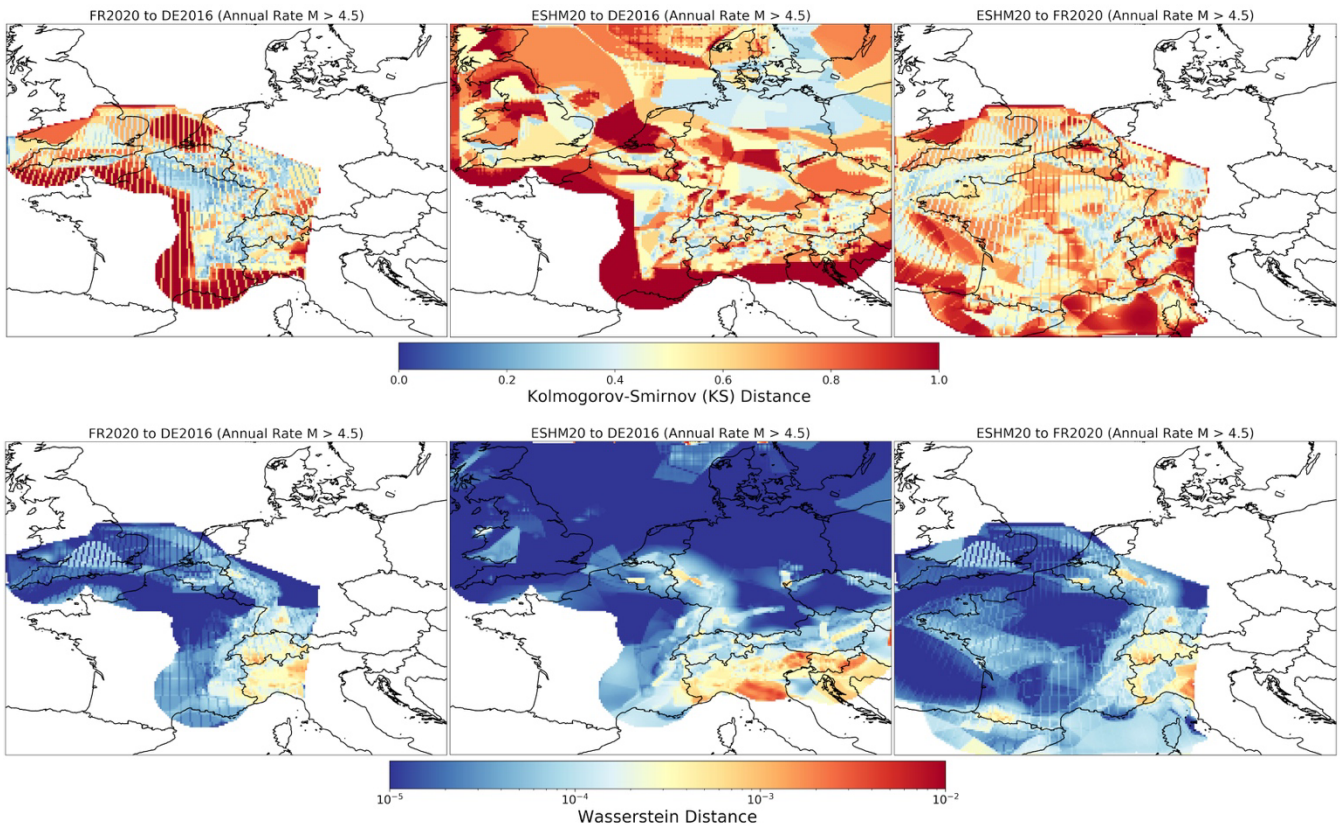 FR2020 to DE2016 (Annual Rate M > 4.5)
ESHM20 to DE2016 (Annual Rate M > 4.5)
ESHM20 to FR2020 (Annual Rate M > 4.5)
0.0 0.2 0.4 0.6 0.8 1.0
Kolmogorov-Smirnov (KS) Distance
FR2020 to DE2016 (Annual Rate M > 4.5)
ESHM20 to DE2016 (Annual Rate M > 4.5)
ESHM20 to FR2020 (Annual Rate M > 4.5)
10⁻⁵ 10⁻⁴ 10⁻³ 10⁻²
Wasserstein Distance